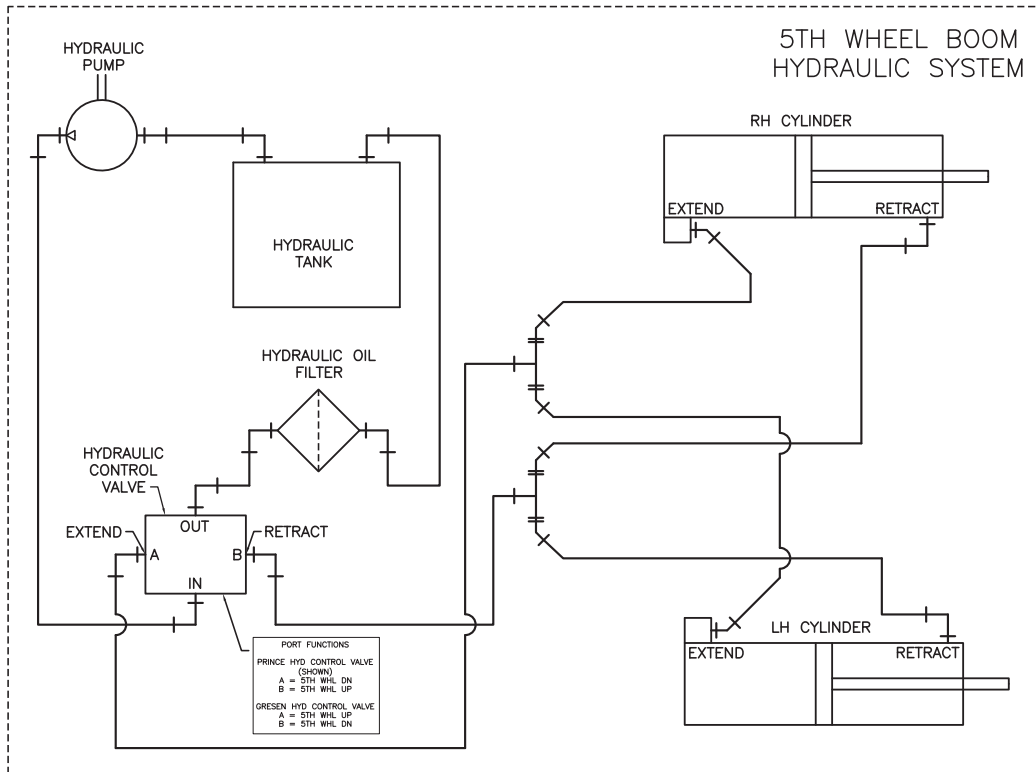 5TH WHEEL BOOM
HYDRAULIC SYSTEM
HYDRAULIC
PUMP
RH CYLINDER
EXTEND
RETRACT
HYDRAULIC
TANK
HYDRAULIC OIL
FILTER
HYDRAULIC
CONTROL
VALVE
OUT
EXTEND
RETRACT
A
B
IN
LH CYLINDER
EXTEND
RETRACT
PORT FUNCTIONS
PRINCE HYD CONTROL VALVE
(SHOWN)
A = 5TH WHL DN
B = 5TH WHL UP
GRESEN HYD CONTROL VALVE
A = 5TH WHL UP
B = 5TH WHL DN